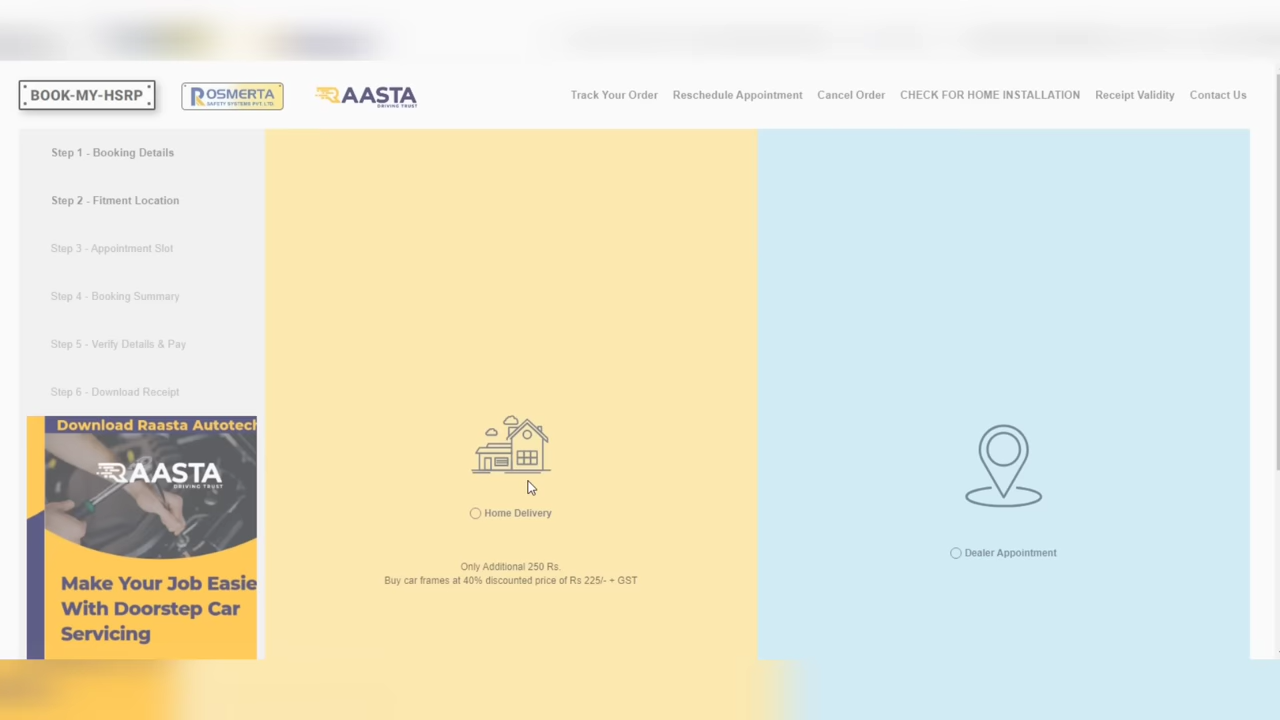 BOOK-MY-HSRP
ROSMERTA
SAFETY SYSTEMS PVT. LTD.
RAASTA
DRIVING TRUST
Track Your Order
Reschedule Appointment
Cancel Order
CHECK FOR HOME INSTALLATION
Receipt Validity
Contact Us
Step 1 - Booking Details
Step 2 - Fitment Location
Step 3 - Appointment Slot
Step 4 - Booking Summary
Step 5 - Verify Details & Pay
Step 6 - Download Receipt
Download Raasta Autotech
RAASTA
DRIVING TRUST
Make Your Job Easie
With Doorstep Car
Servicing
Home Delivery
Only Additional 250 Rs.
Buy car frames at 40% discounted price of Rs 225/- + GST
Dealer Appointment